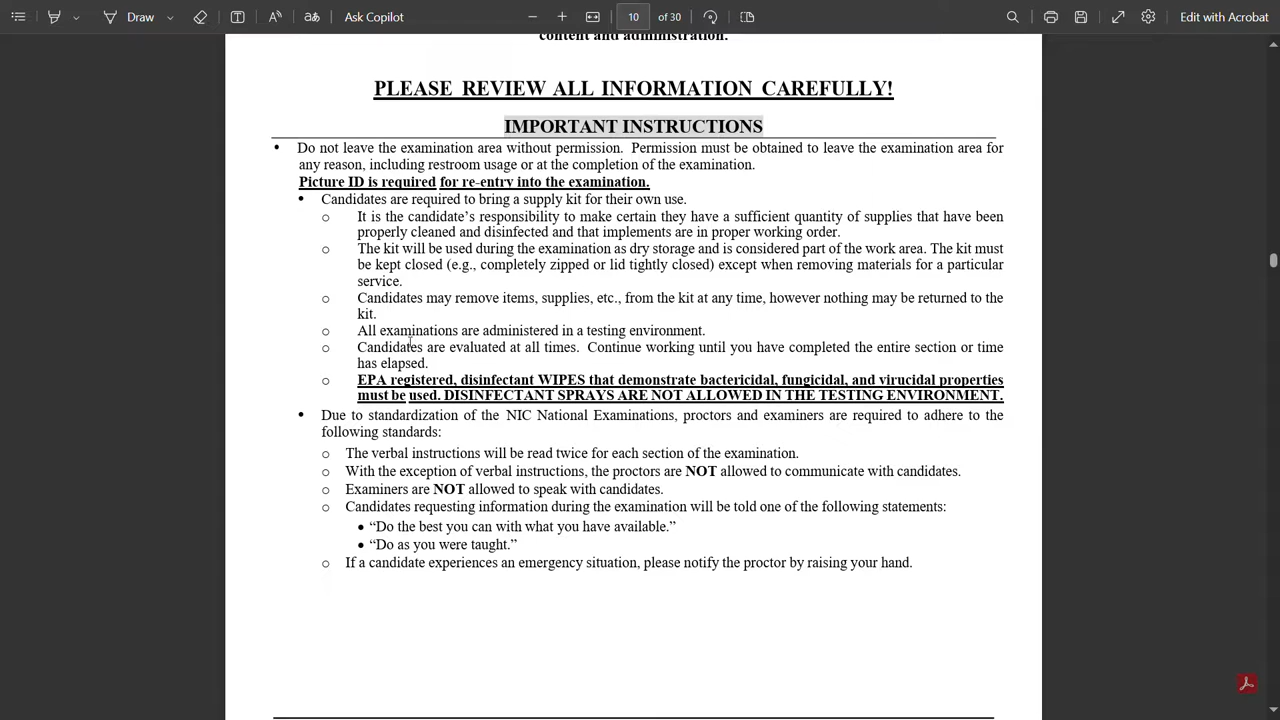 Draw
aあ
Ask Copilot
10 of 30
Edit with Acrobat
content and administration.
PLEASE REVIEW ALL INFORMATION CAREFULLY!
IMPORTANT INSTRUCTIONS
• Do not leave the examination area without permission. Permission must be obtained to leave the examination area for
any reason, including restroom usage or at the completion of the examination.
Picture ID is required for re-entry into the examination.
• Candidates are required to bring a supply kit for their own use.
o It is the candidate’s responsibility to make certain they have a sufficient quantity of supplies that have been
properly cleaned and disinfected and that implements are in proper working order.
o The kit will be used during the examination as dry storage and is considered part of the work area. The kit must
be kept closed (e.g., completely zipped or lid tightly closed) except when removing materials for a particular
service.
o Candidates may remove items, supplies, etc., from the kit at any time, however nothing may be returned to the
kit.
o All examinations are administered in a testing environment.
o Candidates are evaluated at all times. Continue working until you have completed the entire section or time
has elapsed.
o EPA registered, disinfectant WIPES that demonstrate bactericidal, fungicidal, and virucidal properties
must be used. DISINFECTANT SPRAYS ARE NOT ALLOWED IN THE TESTING ENVIRONMENT.
• Due to standardization of the NIC National Examinations, proctors and examiners are required to adhere to the
following standards:
o The verbal instructions will be read twice for each section of the examination.
o With the exception of verbal instructions, the proctors are NOT allowed to communicate with candidates.
o Examiners are NOT allowed to speak with candidates.
o Candidates requesting information during the examination will be told one of the following statements:
• “Do the best you can with what you have available.”
• “Do as you were taught.”
o If a candidate experiences an emergency situation, please notify the proctor by raising your hand.